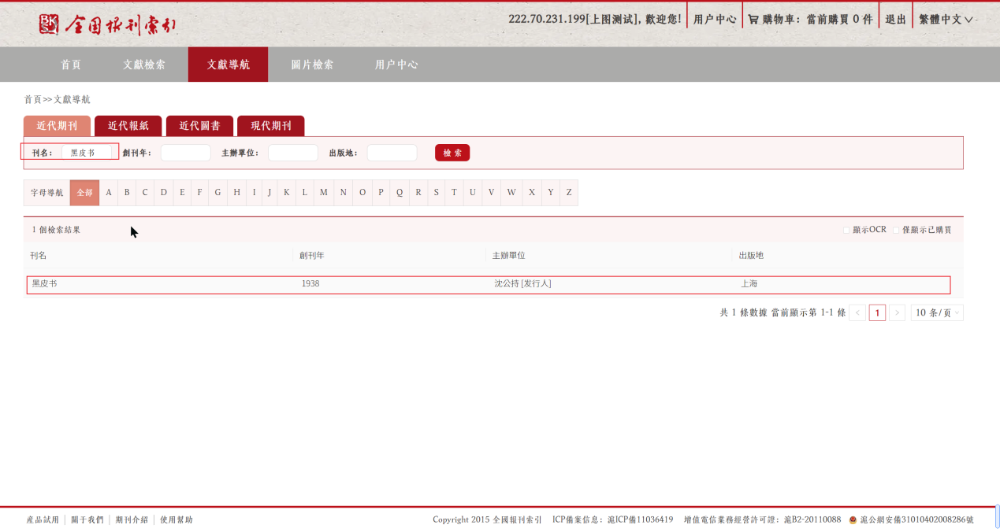 BK 全国报刊索引
222.70.231.199[上图测试], 歡迎您! 用户中心 購物車: 當前購買 0 件 退出 繁體中文
首頁 文獻檢索 文獻導航 圖片檢索 用户中心
首頁>>文獻導航
近代期刊 近代報紙 近代圖書 現代期刊
刊名: 黑皮书 創刊年: 主辦單位: 出版地: 檢 索
字母導航 全部 A B C D E F G H I J K L M N O P Q R S T U V W X Y Z
1 個檢索結果 顯示OCR 僅顯示已購買
刊名 創刊年 主辦單位 出版地
黑皮书 1938 沈公持 [发行人] 上海
共 1 條數據 當前顯示第 1-1 條 < 1 > 10 条/页
産品試用 關于我們 期刊介紹 使用幫助 Copyright 2015 全國報刊索引 ICP備案信息: 滬ICP備11036419 增值電信業務經營許可證: 滬B2-20110088 滬公網安備31010402008286號